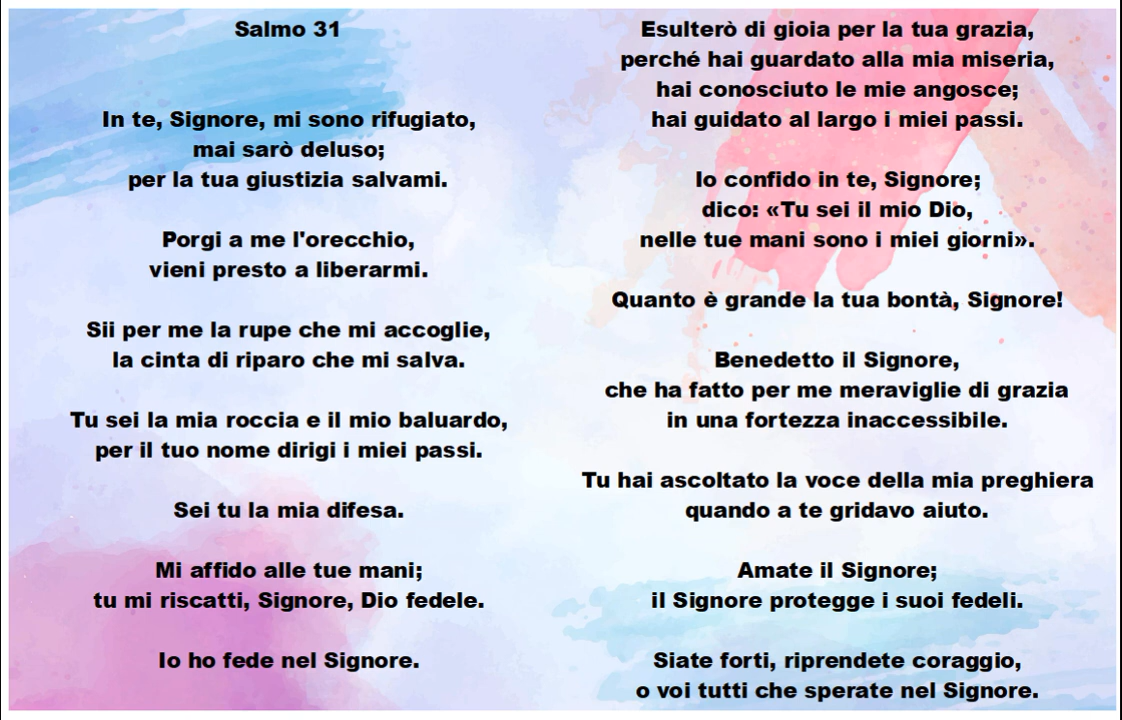 Salmo 31
In te, Signore, mi sono rifugiato,
mai sarò deluso;
per la tua giustizia salvami.
Porgi a me l'orecchio,
vieni presto a liberarmi.
Sii per me la rupe che mi accoglie,
la cinta di riparo che mi salva.
Tu sei la mia roccia e il mio baluardo,
per il tuo nome dirigi i miei passi.
Sei tu la mia difesa.
Mi affido alle tue mani;
tu mi riscatti, Signore, Dio fedele.
Io ho fede nel Signore.
Esulterò di gioia per la tua grazia,
perché hai guardato alla mia miseria,
hai conosciuto le mie angosce;
hai guidato al largo i miei passi.
Io confido in te, Signore;
dico: «Tu sei il mio Dio,
nelle tue mani sono i miei giorni».
Quanto è grande la tua bontà, Signore!
Benedetto il Signore,
che ha fatto per me meraviglie di grazia
in una fortezza inaccessibile.
Tu hai ascoltato la voce della mia preghiera
quando a te gridavo aiuto.
Amate il Signore;
il Signore protegge i suoi fedeli.
Siate forti, riprendete coraggio,
o voi tutti che sperate nel Signore.